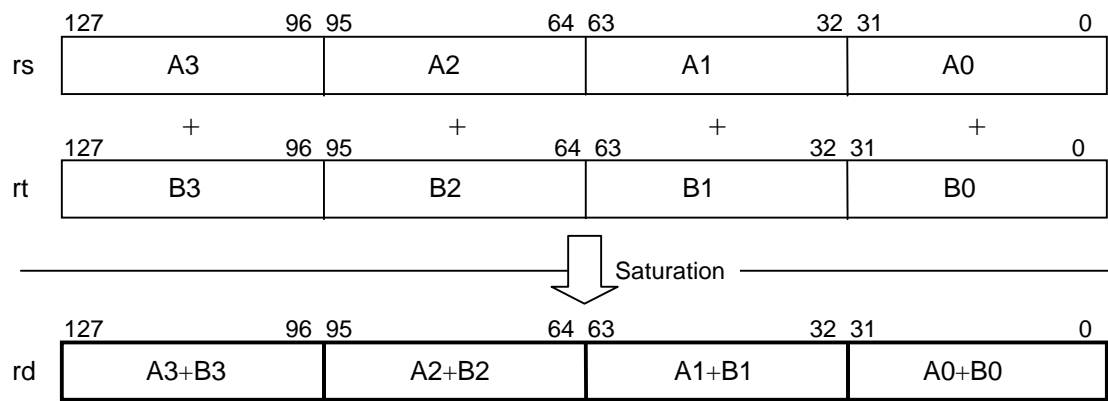 127 96 95 64 63 32 31 0
rs A3 A2 A1 A0
+ + + +
127 96 95 64 63 32 31 0
rt B3 B2 B1 B0
Saturation
127 96 95 64 63 32 31 0
rd A3+B3 A2+B2 A1+B1 A0+B0